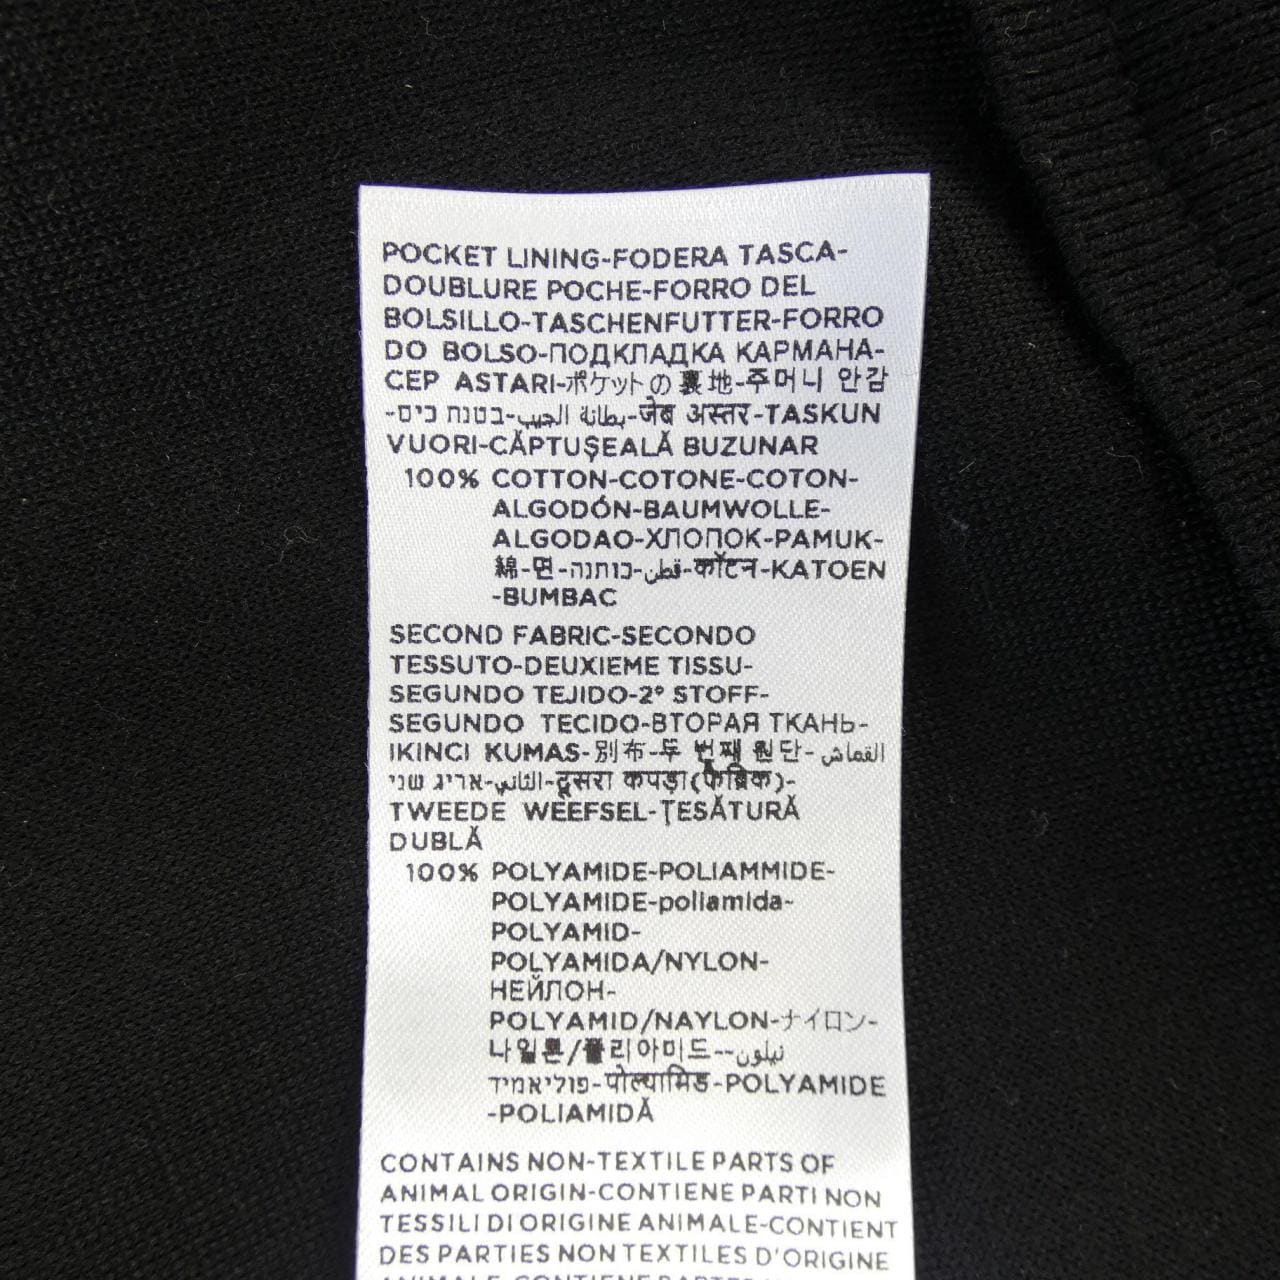 POCKET LINING-FODERA TASCA-
DOUBLURE POCHE-FORRO DEL
BOLSILLO-TASCHENFUTTER-FORRO
DO BOLSO-ПОДКЛАДКА КАРМАНА-
CEP ASTARI-ポケットの裏地-주머니 안감
-בטנת כיס-بطانة الجيب-जेब अस्तर-TASKUN
VUORI-CĂPTUȘEALĂ BUZUNAR
100% COTTON-COTONE-COTON-
ALGODÓN-BAUMWOLLE-
ALGODAO-ХЛОПОК-PAMUK-
綿-면-כותנה-قطن-कॉटन-KATOEN
-BUMBAC
SECOND FABRIC-SECONDO
TESSUTO-DEUXIEME TISSU-
SEGUNDO TEJIDO-2° STOFF-
SEGUNDO TECIDO-ВТОРАЯ ТКАНЬ-
IKINCI KUMAS-別布-두 번째 원단-القماش
الثاني-אריג שני-दूसरा कपड़ा(फैब्रिक)-
TWEEDE WEEFSEL-ȚESĂTURĂ
DUBLĂ
100% POLYAMIDE-POLIAMMIDE-
POLYAMIDE-poliamida-
POLYAMID-
POLYAMIDA/NYLON-
НЕЙЛОН-
POLYAMID/NAYLON-ナイロン-
나일론/폴리아미드--نيلون
פוליאמיד-पोल्यामिड-POLYAMIDE
-POLIAMIDĂ
CONTAINS NON-TEXTILE PARTS OF
ANIMAL ORIGIN-CONTIENE PARTI NON
TESSILI DI ORIGINE ANIMALE-CONTIENT
DES PARTIES NON TEXTILES D'ORIGINE